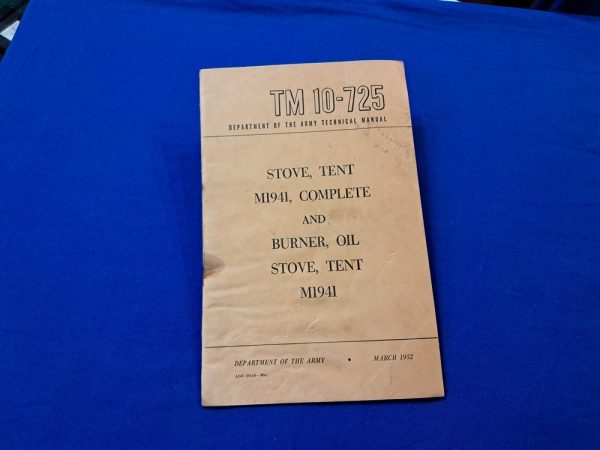 TM 10-725
DEPARTMENT OF THE ARMY TECHNICAL MANUAL
STOVE, TENT
M1941, COMPLETE
AND
BURNER, OIL
STOVE, TENT
M1941
DEPARTMENT OF THE ARMY • MARCH 1952
AGO